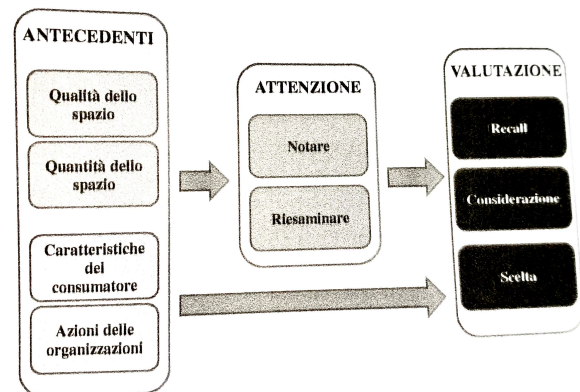 ANTECEDENTI
Qualità dello
spazio
Quantità dello
spazio
Caratteristiche
del
consumatore
Azioni delle
organizzazioni
ATTENZIONE
Notare
Riesaminare
VALUTAZIONE
Recall
Considerazione
Scelta